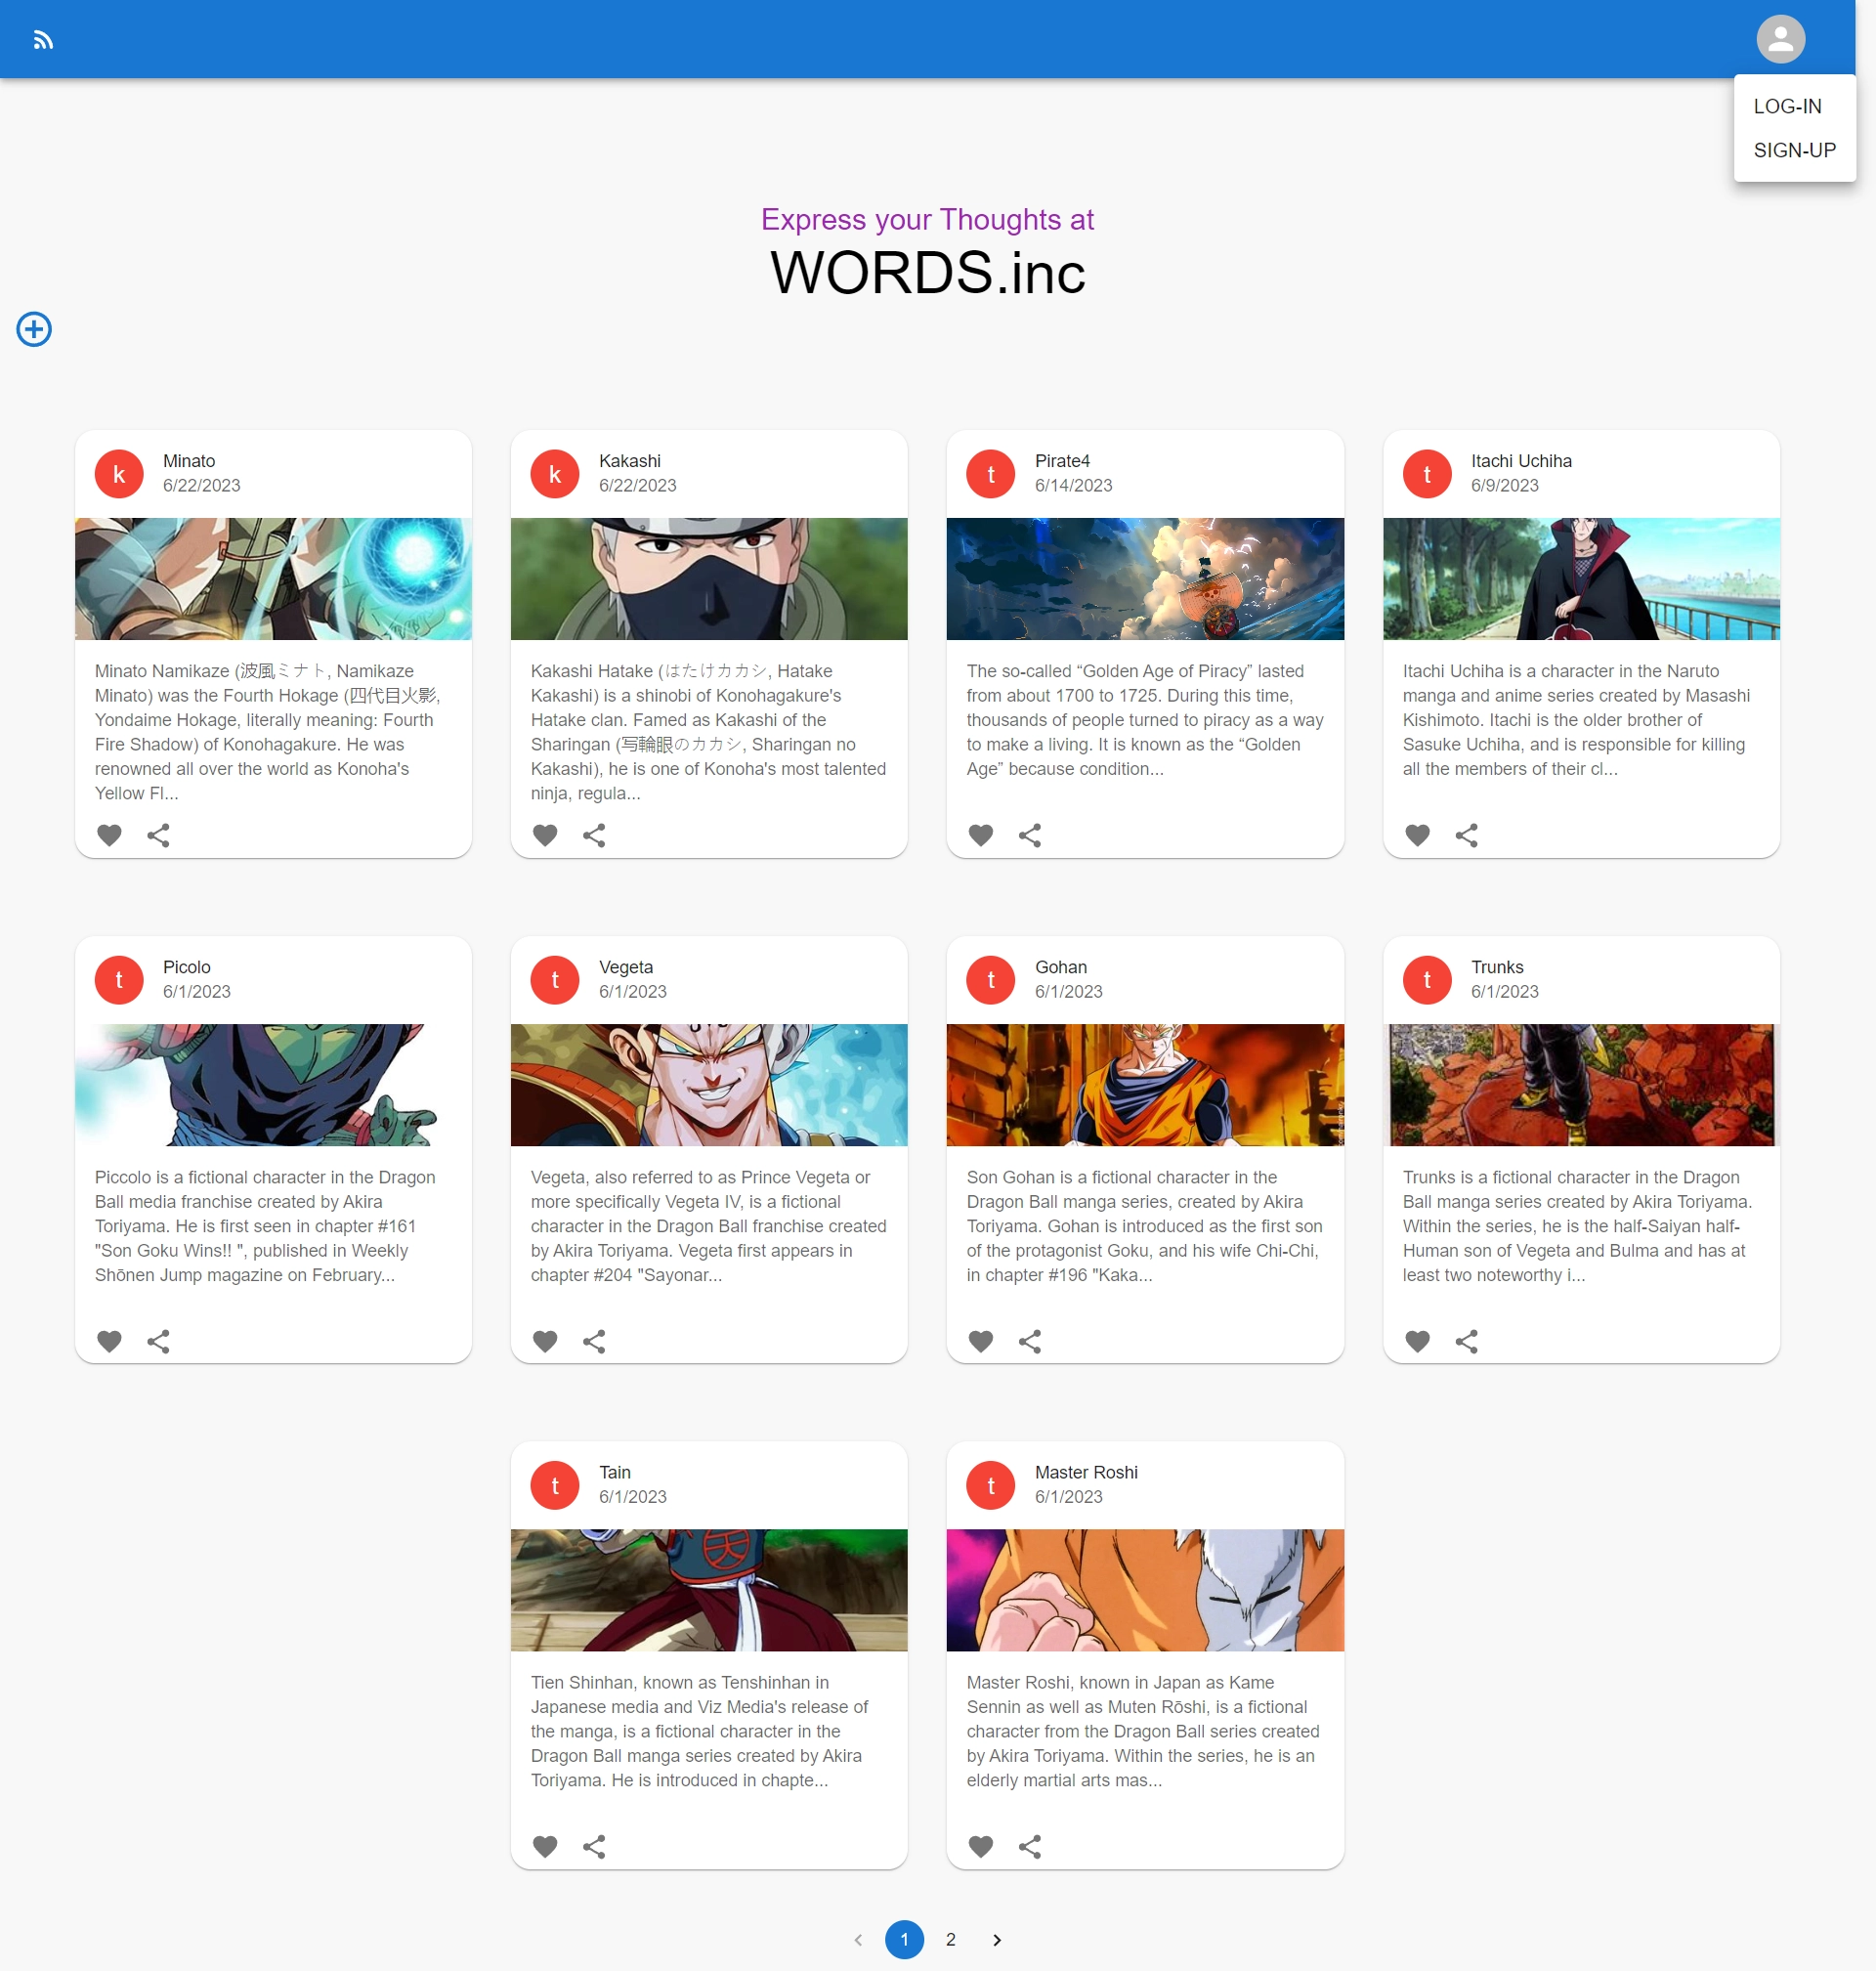 LOG-IN
SIGN-UP
Express your Thoughts at
WORDS.inc
k
Minato
6/22/2023
Minato Namikaze (波風ミナト, Namikaze
Minato) was the Fourth Hokage (四代目火影,
Yondaime Hokage, literally meaning: Fourth
Fire Shadow) of Konohagakure. He was
renowned all over the world as Konoha's
Yellow Fl...
k
Kakashi
6/22/2023
Kakashi Hatake (はたけカカシ, Hatake
Kakashi) is a shinobi of Konohagakure's
Hatake clan. Famed as Kakashi of the
Sharingan (写輪眼のカカシ, Sharingan no
Kakashi), he is one of Konoha's most talented
ninja, regula...
t
Pirate4
6/14/2023
The so-called “Golden Age of Piracy” lasted
from about 1700 to 1725. During this time,
thousands of people turned to piracy as a way
to make a living. It is known as the “Golden
Age” because condition...
t
Itachi Uchiha
6/9/2023
Itachi Uchiha is a character in the Naruto
manga and anime series created by Masashi
Kishimoto. Itachi is the older brother of
Sasuke Uchiha, and is responsible for killing
all the members of their cl...
t
Picolo
6/1/2023
Piccolo is a fictional character in the Dragon
Ball media franchise created by Akira
Toriyama. He is first seen in chapter #161
"Son Goku Wins!! ", published in Weekly
Shōnen Jump magazine on February...
t
Vegeta
6/1/2023
Vegeta, also referred to as Prince Vegeta or
more specifically Vegeta IV, is a fictional
character in the Dragon Ball franchise created
by Akira Toriyama. Vegeta first appears in
chapter #204 "Sayonar...
t
Gohan
6/1/2023
Son Gohan is a fictional character in the
Dragon Ball manga series, created by Akira
Toriyama. Gohan is introduced as the first son
of the protagonist Goku, and his wife Chi-Chi,
in chapter #196 "Kaka...
t
Trunks
6/1/2023
Trunks is a fictional character in the Dragon
Ball manga series created by Akira Toriyama.
Within the series, he is the half-Saiyan half-
Human son of Vegeta and Bulma and has at
least two noteworthy i...
t
Tain
6/1/2023
天
Tien Shinhan, known as Tenshinhan in
Japanese media and Viz Media's release of
the manga, is a fictional character in the
Dragon Ball manga series created by Akira
Toriyama. He is introduced in chapte...
t
Master Roshi
6/1/2023
Master Roshi, known in Japan as Kame
Sennin as well as Muten Rōshi, is a fictional
character from the Dragon Ball series created
by Akira Toriyama. Within the series, he is an
elderly martial arts mas...
1
2